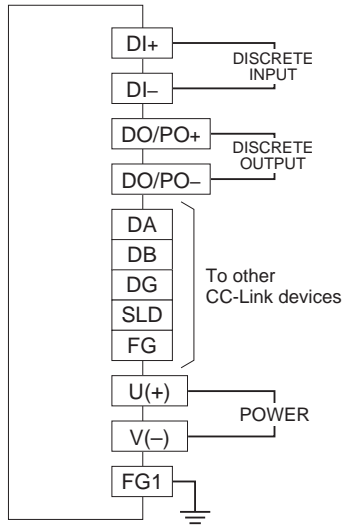 DI+
DI–
DISCRETE
INPUT
DO/PO+
DO/PO–
DISCRETE
OUTPUT
DA
DB
DG
SLD
FG
To other
CC-Link devices
U(+)
V(–)
POWER
FG1